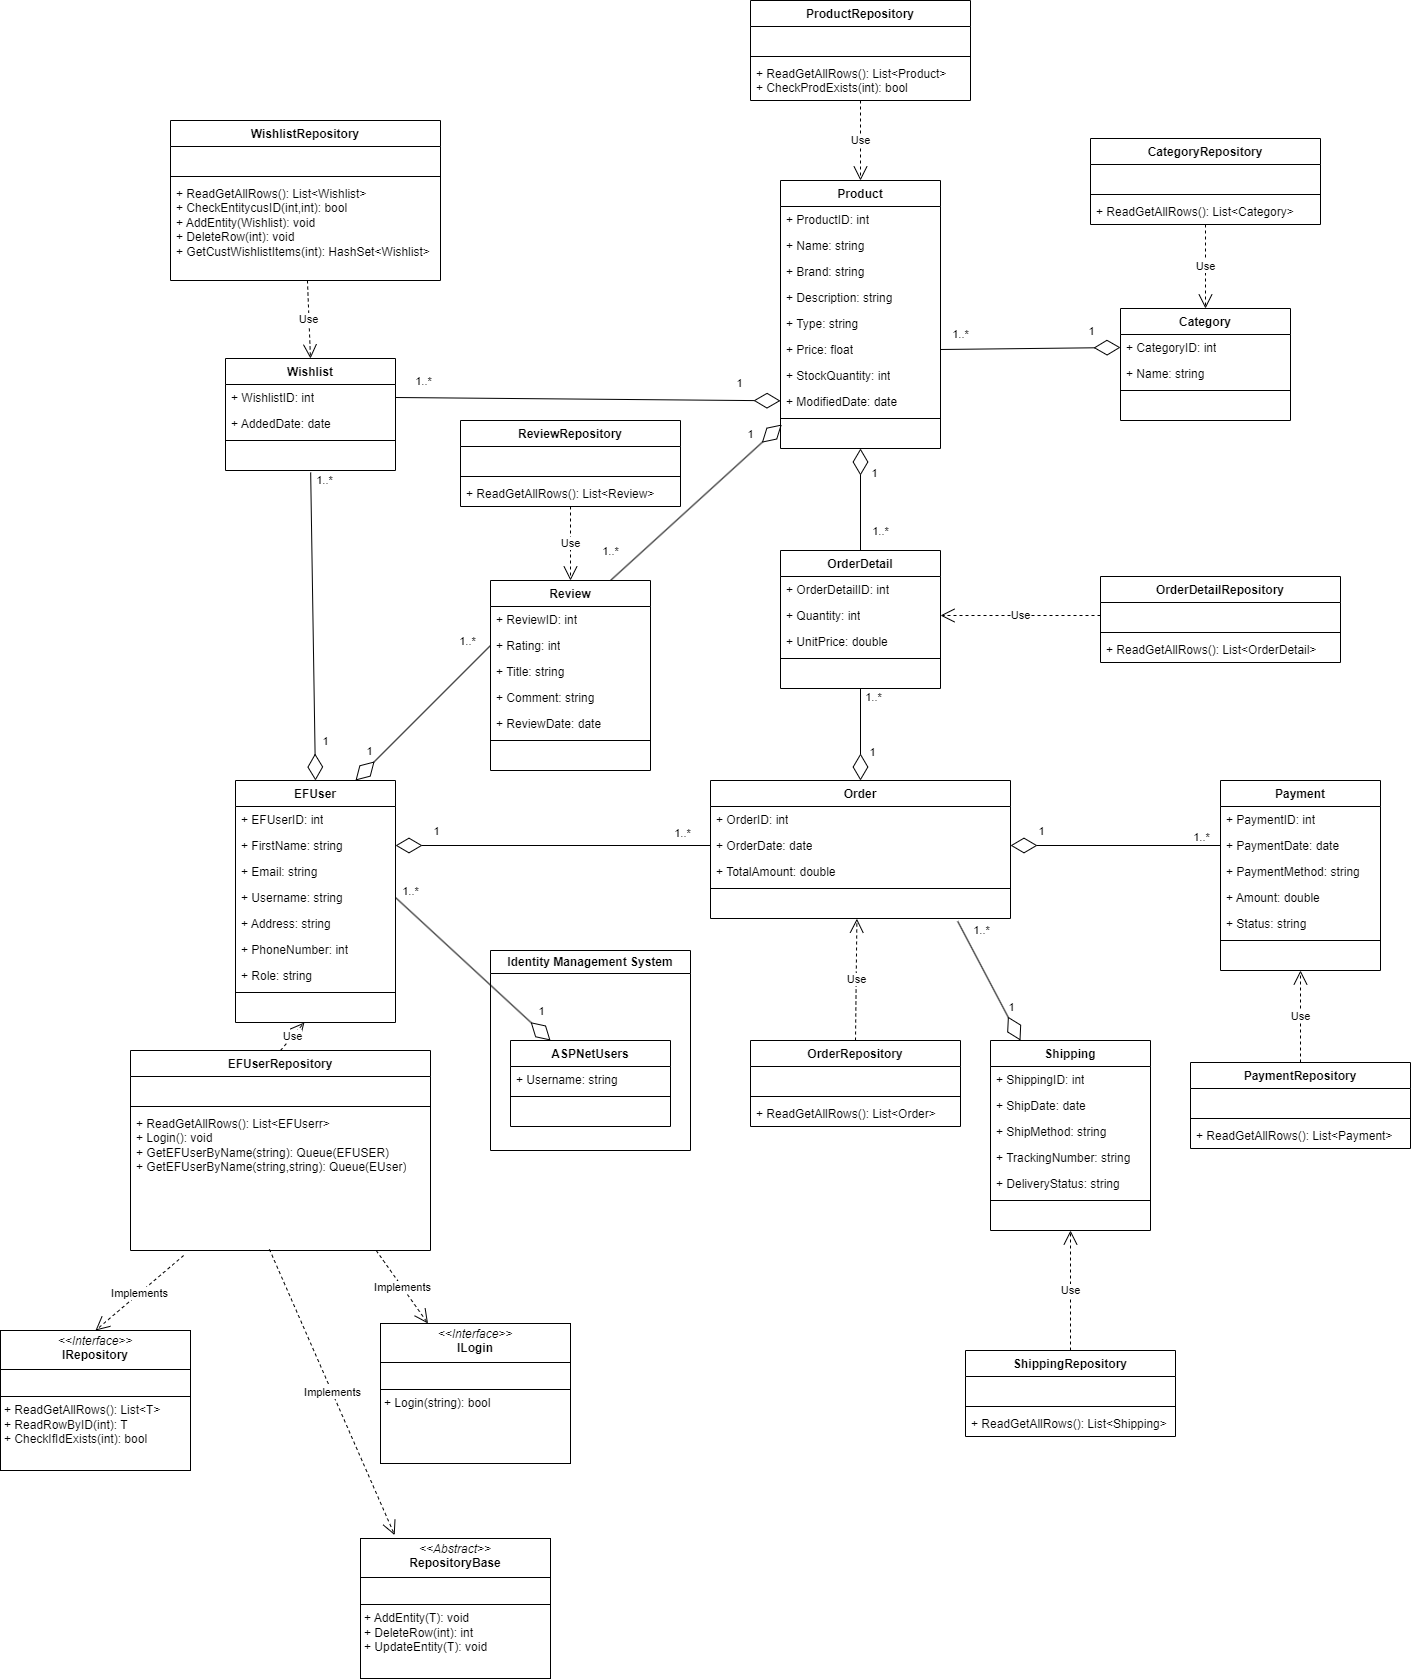 ProductRepository
+ ReadGetAllRows(): List<Product>
+ CheckProdExists(int): bool
Use
WishlistRepository
+ ReadGetAllRows(): List<Wishlist>
+ CheckEntitycusID(int,int): bool
+ AddEntity(Wishlist): void
+ DeleteRow(int): void
+ GetCustWishlistItems(int): HashSet<Wishlist>
Use
CategoryRepository
+ ReadGetAllRows(): List<Category>
Use
Product
+ ProductID: int
+ Name: string
+ Brand: string
+ Description: string
+ Type: string
+ Price: float
+ StockQuantity: int
+ ModifiedDate: date
1..*
1
Category
+ CategoryID: int
+ Name: string
Wishlist
+ WishlistID: int
+ AddedDate: date
1..*
1
1..*
1
ReviewRepository
+ ReadGetAllRows(): List<Review>
Use
1
1..*
1
1..*
Review
+ ReviewID: int
+ Rating: int
+ Title: string
+ Comment: string
+ ReviewDate: date
1..*
1
OrderDetail
+ OrderDetailID: int
+ Quantity: int
+ UnitPrice: double
Use
OrderDetailRepository
+ ReadGetAllRows(): List<OrderDetail>
1..*
1
EFUser
+ EFUserID: int
+ FirstName: string
+ Email: string
+ Username: string
+ Address: string
+ PhoneNumber: int
+ Role: string
1
1..*
Order
+ OrderID: int
+ OrderDate: date
+ TotalAmount: double
1
1..*
Payment
+ PaymentID: int
+ PaymentDate: date
+ PaymentMethod: string
+ Amount: double
+ Status: string
1..*
1
Identity Management System
ASPNetUsers
+ Username: string
Use
1..*
1
Use
Use
EFUserRepository
+ ReadGetAllRows(): List<EFUserr>
+ Login(): void
+ GetEFUserByName(string): Queue(EFUSER)
+ GetEFUserByName(string,string): Queue(EUser)
OrderRepository
+ ReadGetAllRows(): List<Order>
Shipping
+ ShippingID: int
+ ShipDate: date
+ ShipMethod: string
+ TrackingNumber: string
+ DeliveryStatus: string
PaymentRepository
+ ReadGetAllRows(): List<Payment>
Use
ShippingRepository
+ ReadGetAllRows(): List<Shipping>
Implements
Implements
Implements
<<Interface>>
IRepository
+ ReadGetAllRows(): List<T>
+ ReadRowByID(int): T
+ CheckIfIdExists(int): bool
<<Interface>>
ILogin
+ Login(string): bool
<<Abstract>>
RepositoryBase
+ AddEntity(T): void
+ DeleteRow(int): int
+ UpdateEntity(T): void